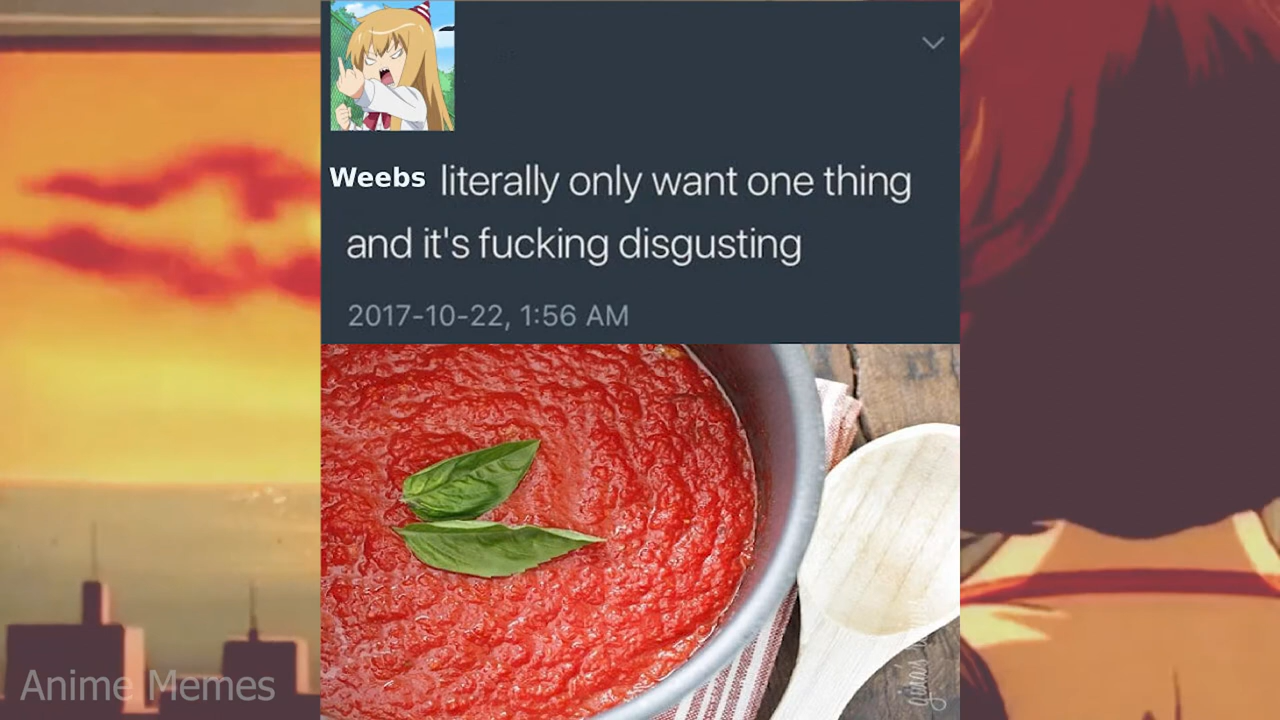 Weebs literally only want one thing
and it's fucking disgusting
2017-10-22, 1:56 AM
Anime Memes